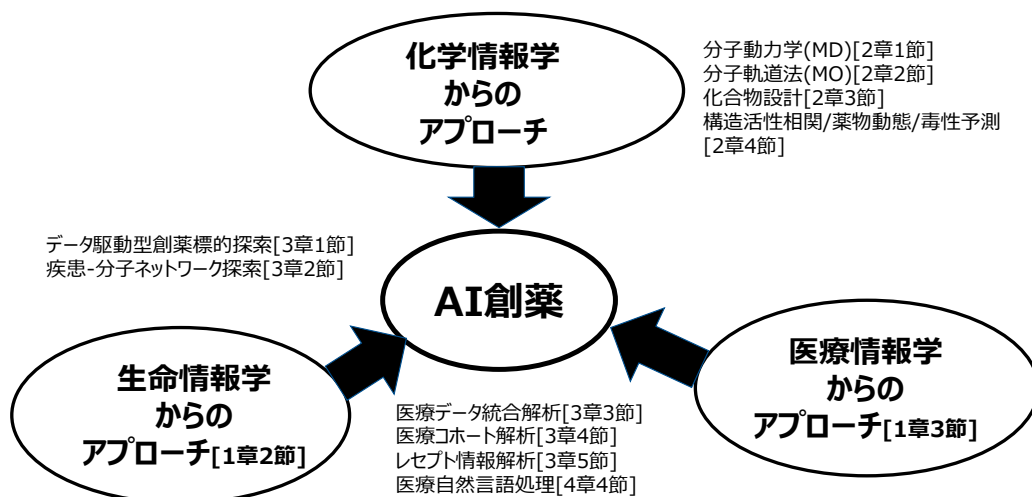 化学情報学
からの
アプローチ
分子動力学(MD)[2章1節]
分子軌道法(MO)[2章2節]
化合物設計[2章3節]
構造活性相関/薬物動態/毒性予測
[2章4節]
データ駆動型創薬標的探索[3章1節]
疾患-分子ネットワーク探索[3章2節]
AI創薬
生命情報学
からの
アプローチ[1章2節]
医療データ統合解析[3章3節]
医療コホート解析[3章4節]
レセプト情報解析[3章5節]
医療自然言語処理[4章4節]
医療情報学
からの
アプローチ[1章3節]